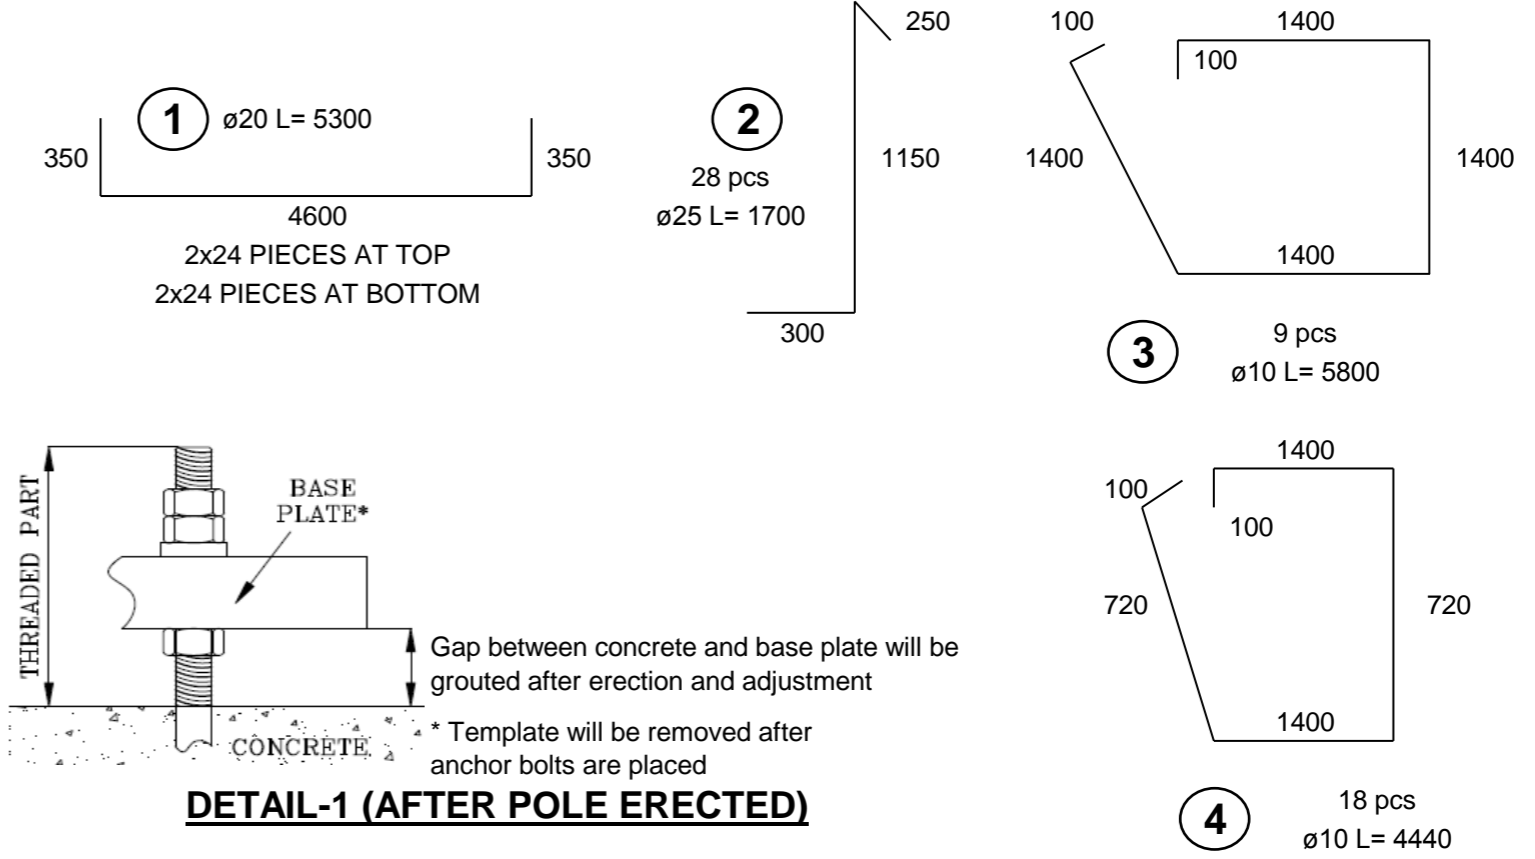 1
ø20 L= 5300
350
350
4600
2x24 PIECES AT TOP
2x24 PIECES AT BOTTOM
2
28 pcs
ø25 L= 1700
250
1150
300
100
1400
100
1400
1400
1400
3
9 pcs
ø10 L= 5800
THREADED PART
BASE
PLATE*
CONCRETE
Gap between concrete and base plate will be
grouted after erection and adjustment
* Template will be removed after
anchor bolts are placed
DETAIL-1 (AFTER POLE ERECTED)
1400
100
100
720
720
1400
4
18 pcs
ø10 L= 4440